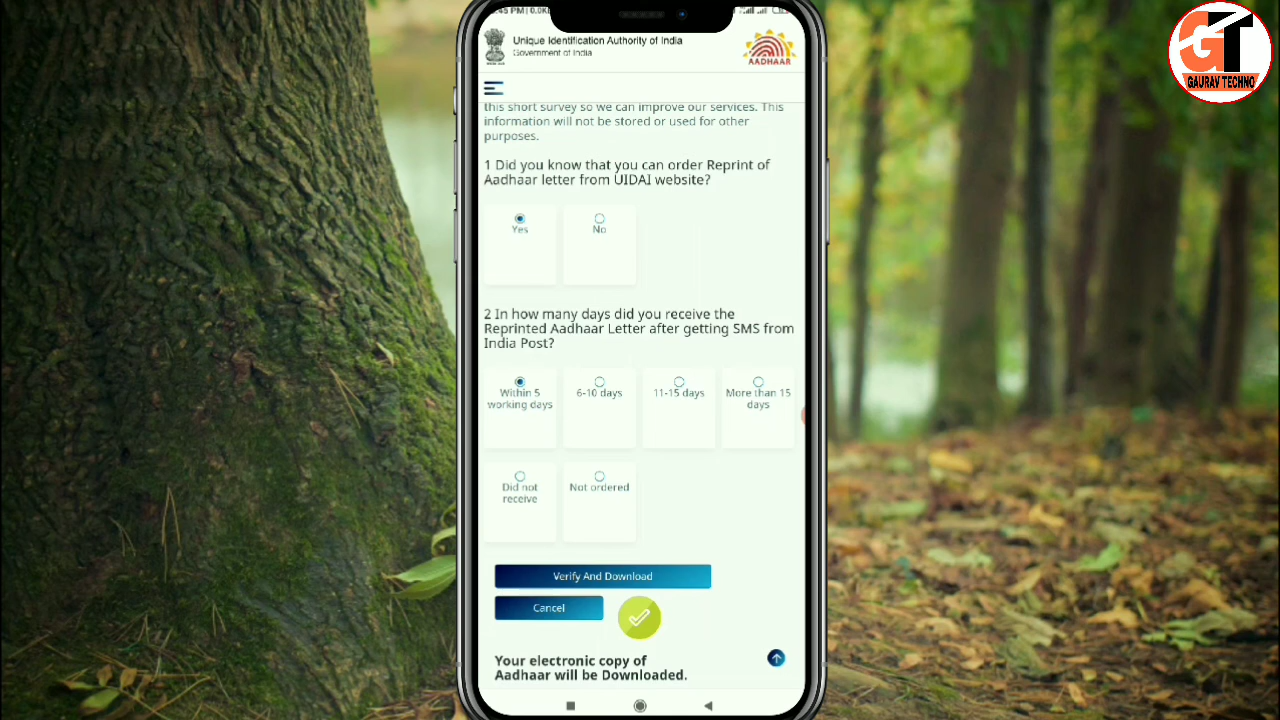 :45 PM | 0.0K
Unique Identification Authority of India
Government of India
AADHAAR
GT
GAURAV TECHNO
this short survey so we can improve our services. This
information will not be stored or used for other
purposes.
1 Did you know that you can order Reprint of
Aadhaar letter from UIDAI website?
Yes No
2 In how many days did you receive the
Reprinted Aadhaar Letter after getting SMS from
India Post?
Within 5 6-10 days 11-15 days More than 15
working days days
Did not Not ordered
receive
Verify And Download
Cancel
Your electronic copy of
Aadhaar will be Downloaded.